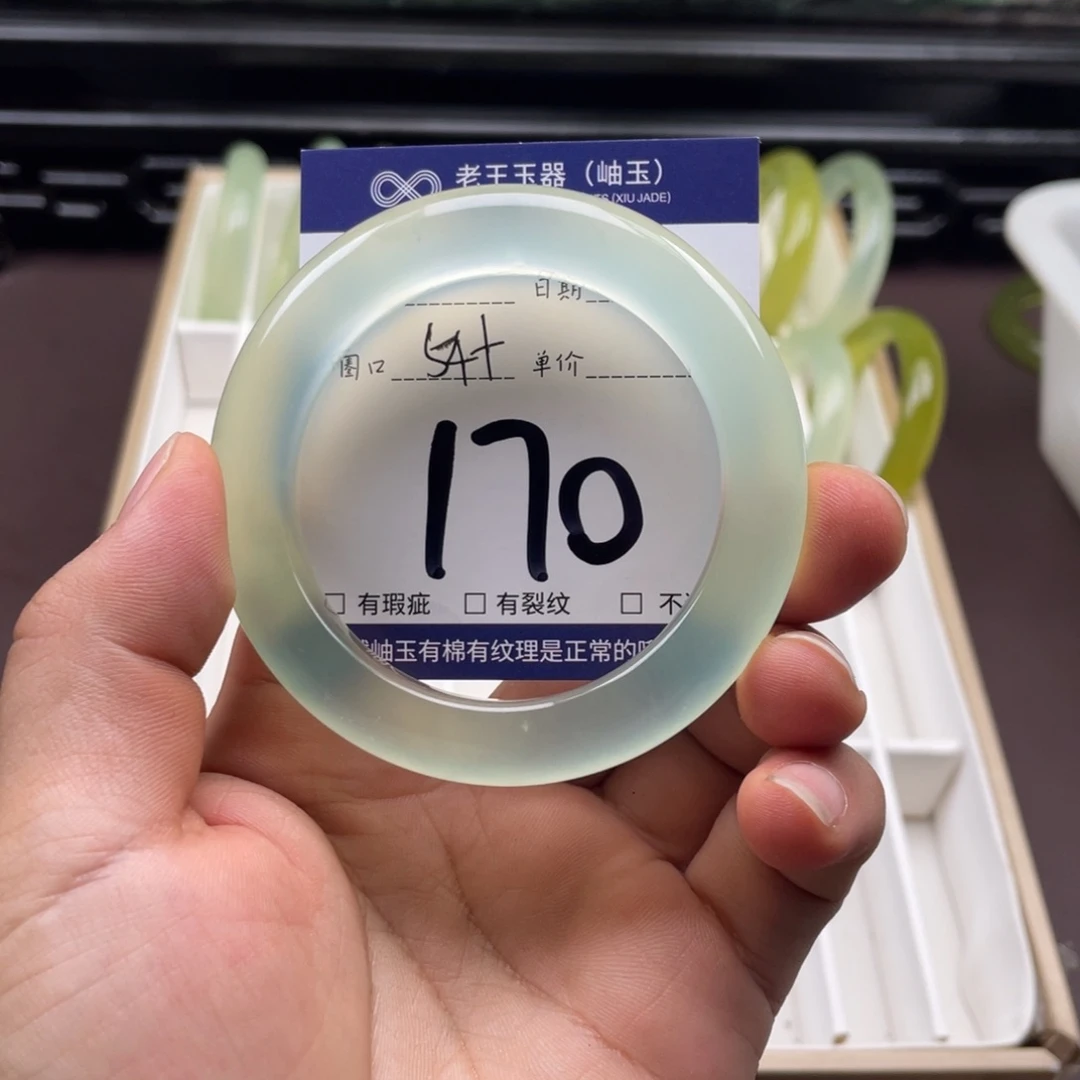 老王玉器（岫玉）
(XIU JADE)
日期
圈口 54+ 单价
170
□ 有瑕疵 □ 有裂纹 □ 不
岫玉有棉有纹理是正常的